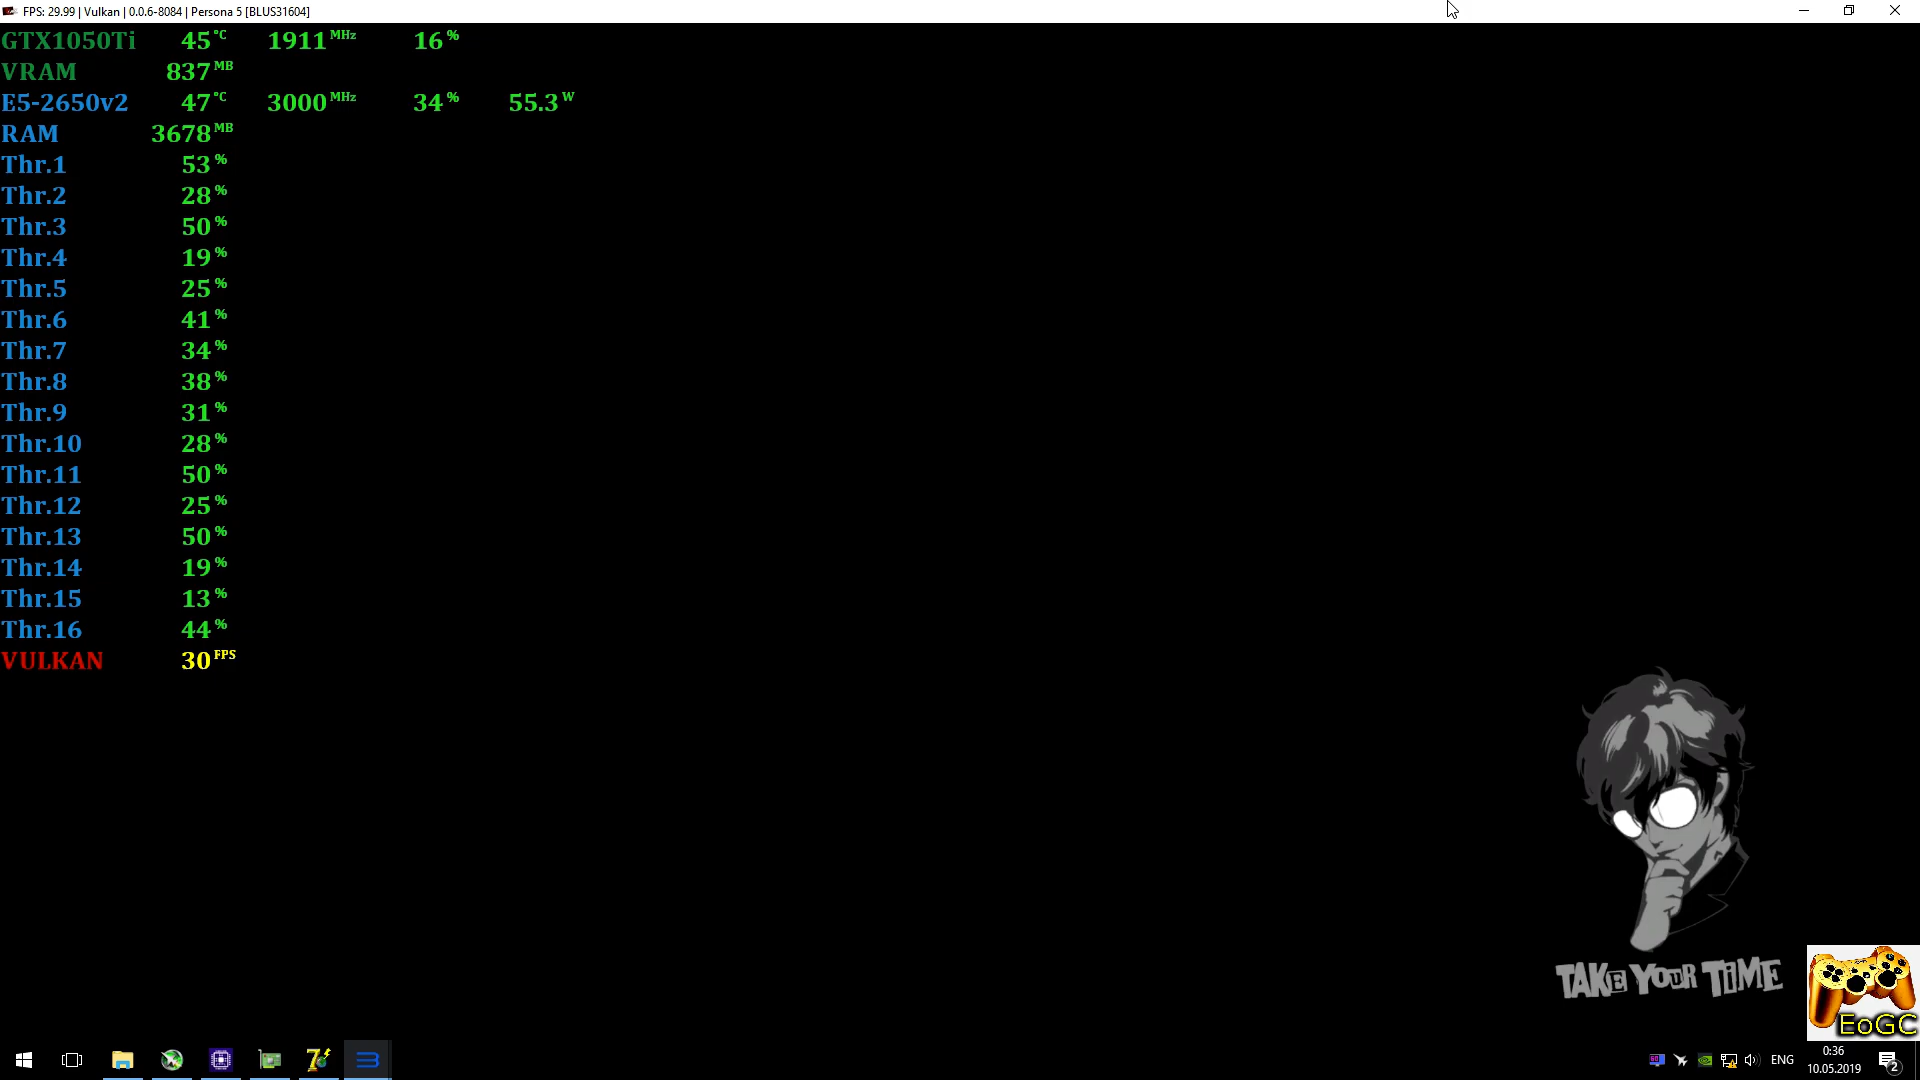 FPS: 29.99 | Vulkan | 0.0.6-8084 | Persona 5 [BLUS31604]
GTX1050Ti 45 °C 1911 MHz 16 %
VRAM 837 MB
E5-2650v2 47 °C 3000 MHz 34 % 55.3 W
RAM 3678 MB
Thr.1 53 %
Thr.2 28 %
Thr.3 50 %
Thr.4 19 %
Thr.5 25 %
Thr.6 41 %
Thr.7 34 %
Thr.8 38 %
Thr.9 31 %
Thr.10 28 %
Thr.11 50 %
Thr.12 25 %
Thr.13 50 %
Thr.14 19 %
Thr.15 13 %
Thr.16 44 %
VULKAN 30 FPS
TAKE YOUR TiME
EoGC
ENG
0:36
10.05.2019
2